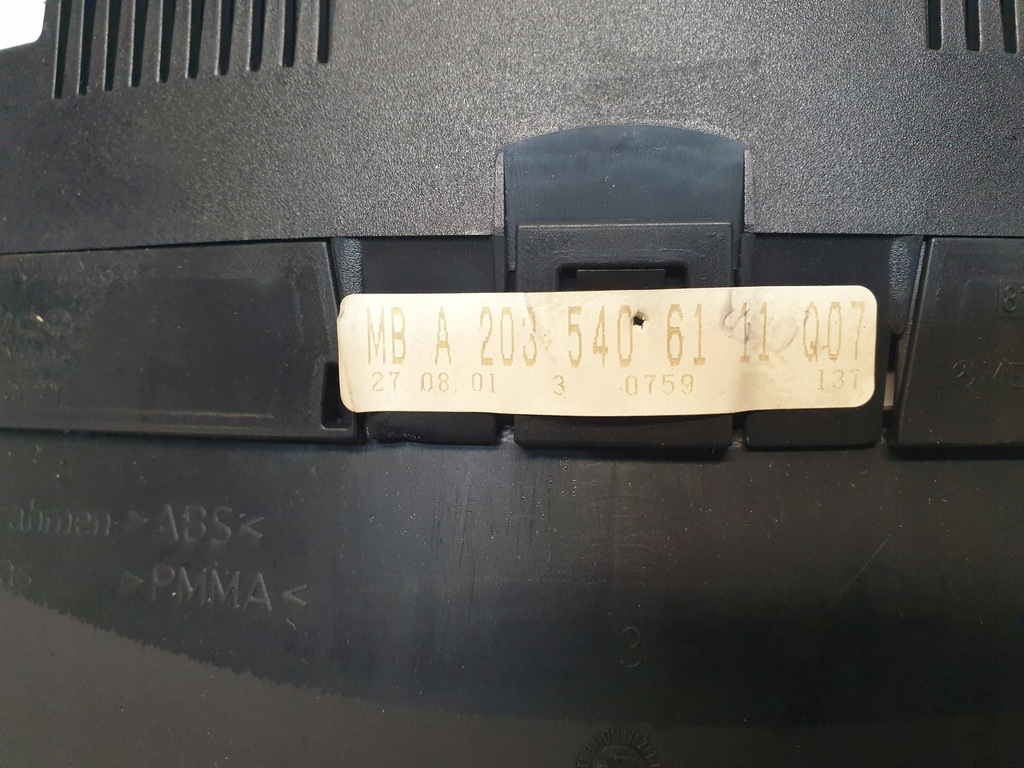 MB A 203 540 61 11 Q07
27 08.01 3 0759 137
>ABS<
>PMMA<
3